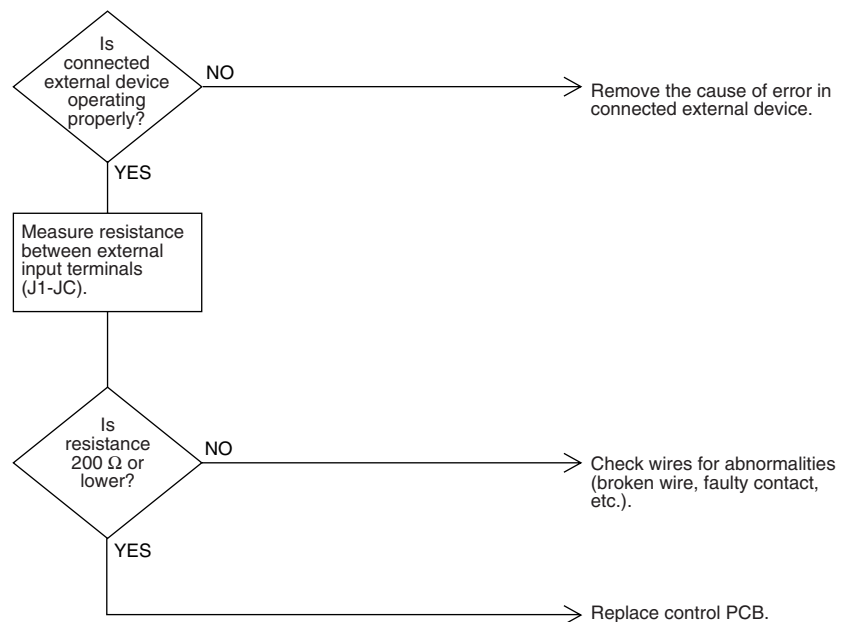 Is
connected
external device
operating
properly?
NO
Remove the cause of error in
connected external device.
YES
Measure resistance
between external
input terminals
(J1-JC).
Is
resistance
200 Ω or
lower?
NO
Check wires for abnormalities
(broken wire, faulty contact,
etc.).
YES
Replace control PCB.